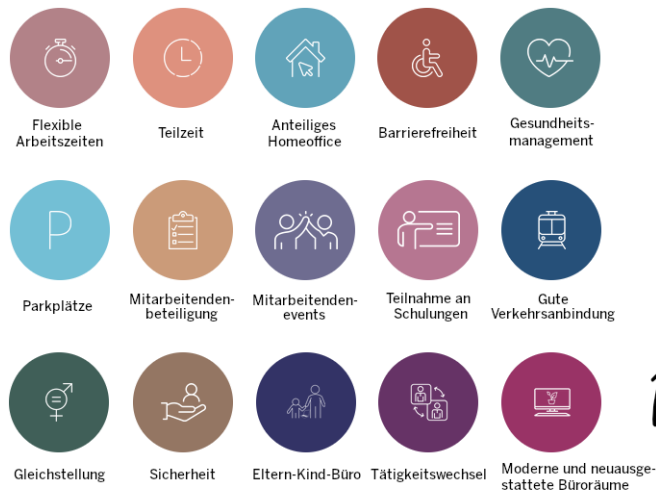 Flexible
Arbeitszeiten
Teilzeit
Anteiliges
Homeoffice
Barrierefreiheit
Gesundheits-
management
P
Parkplätze
Mitarbeitenden-
beteiligung
Mitarbeitenden-
events
Teilnahme an
Schulungen
Gute
Verkehrsanbindung
Gleichstellung
Sicherheit
Eltern-Kind-Büro
Tätigkeitswechsel
Moderne und neuausge-
stattete Büroräume